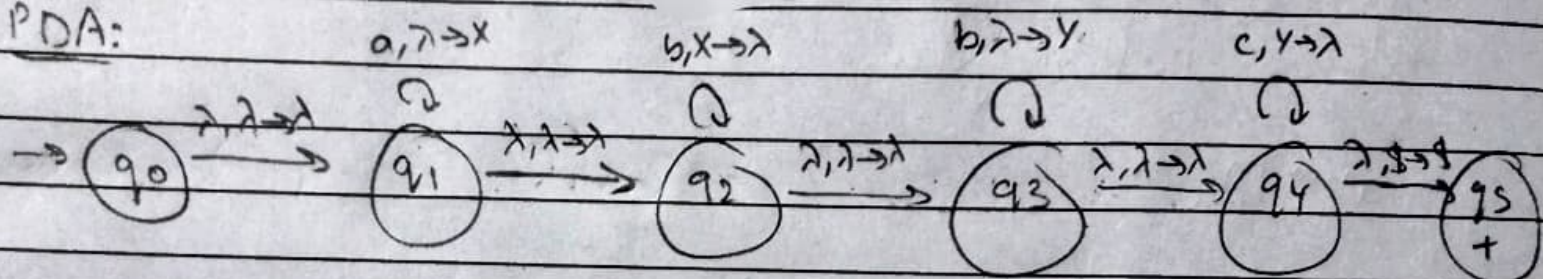 PDA:
a, λ→X b, X→λ b, λ→Y c, Y→λ
→ q0 λ, λ→λ q1 λ, λ→λ q2 λ, λ→λ q3 λ, λ→λ q4 λ, $→$ q5
+